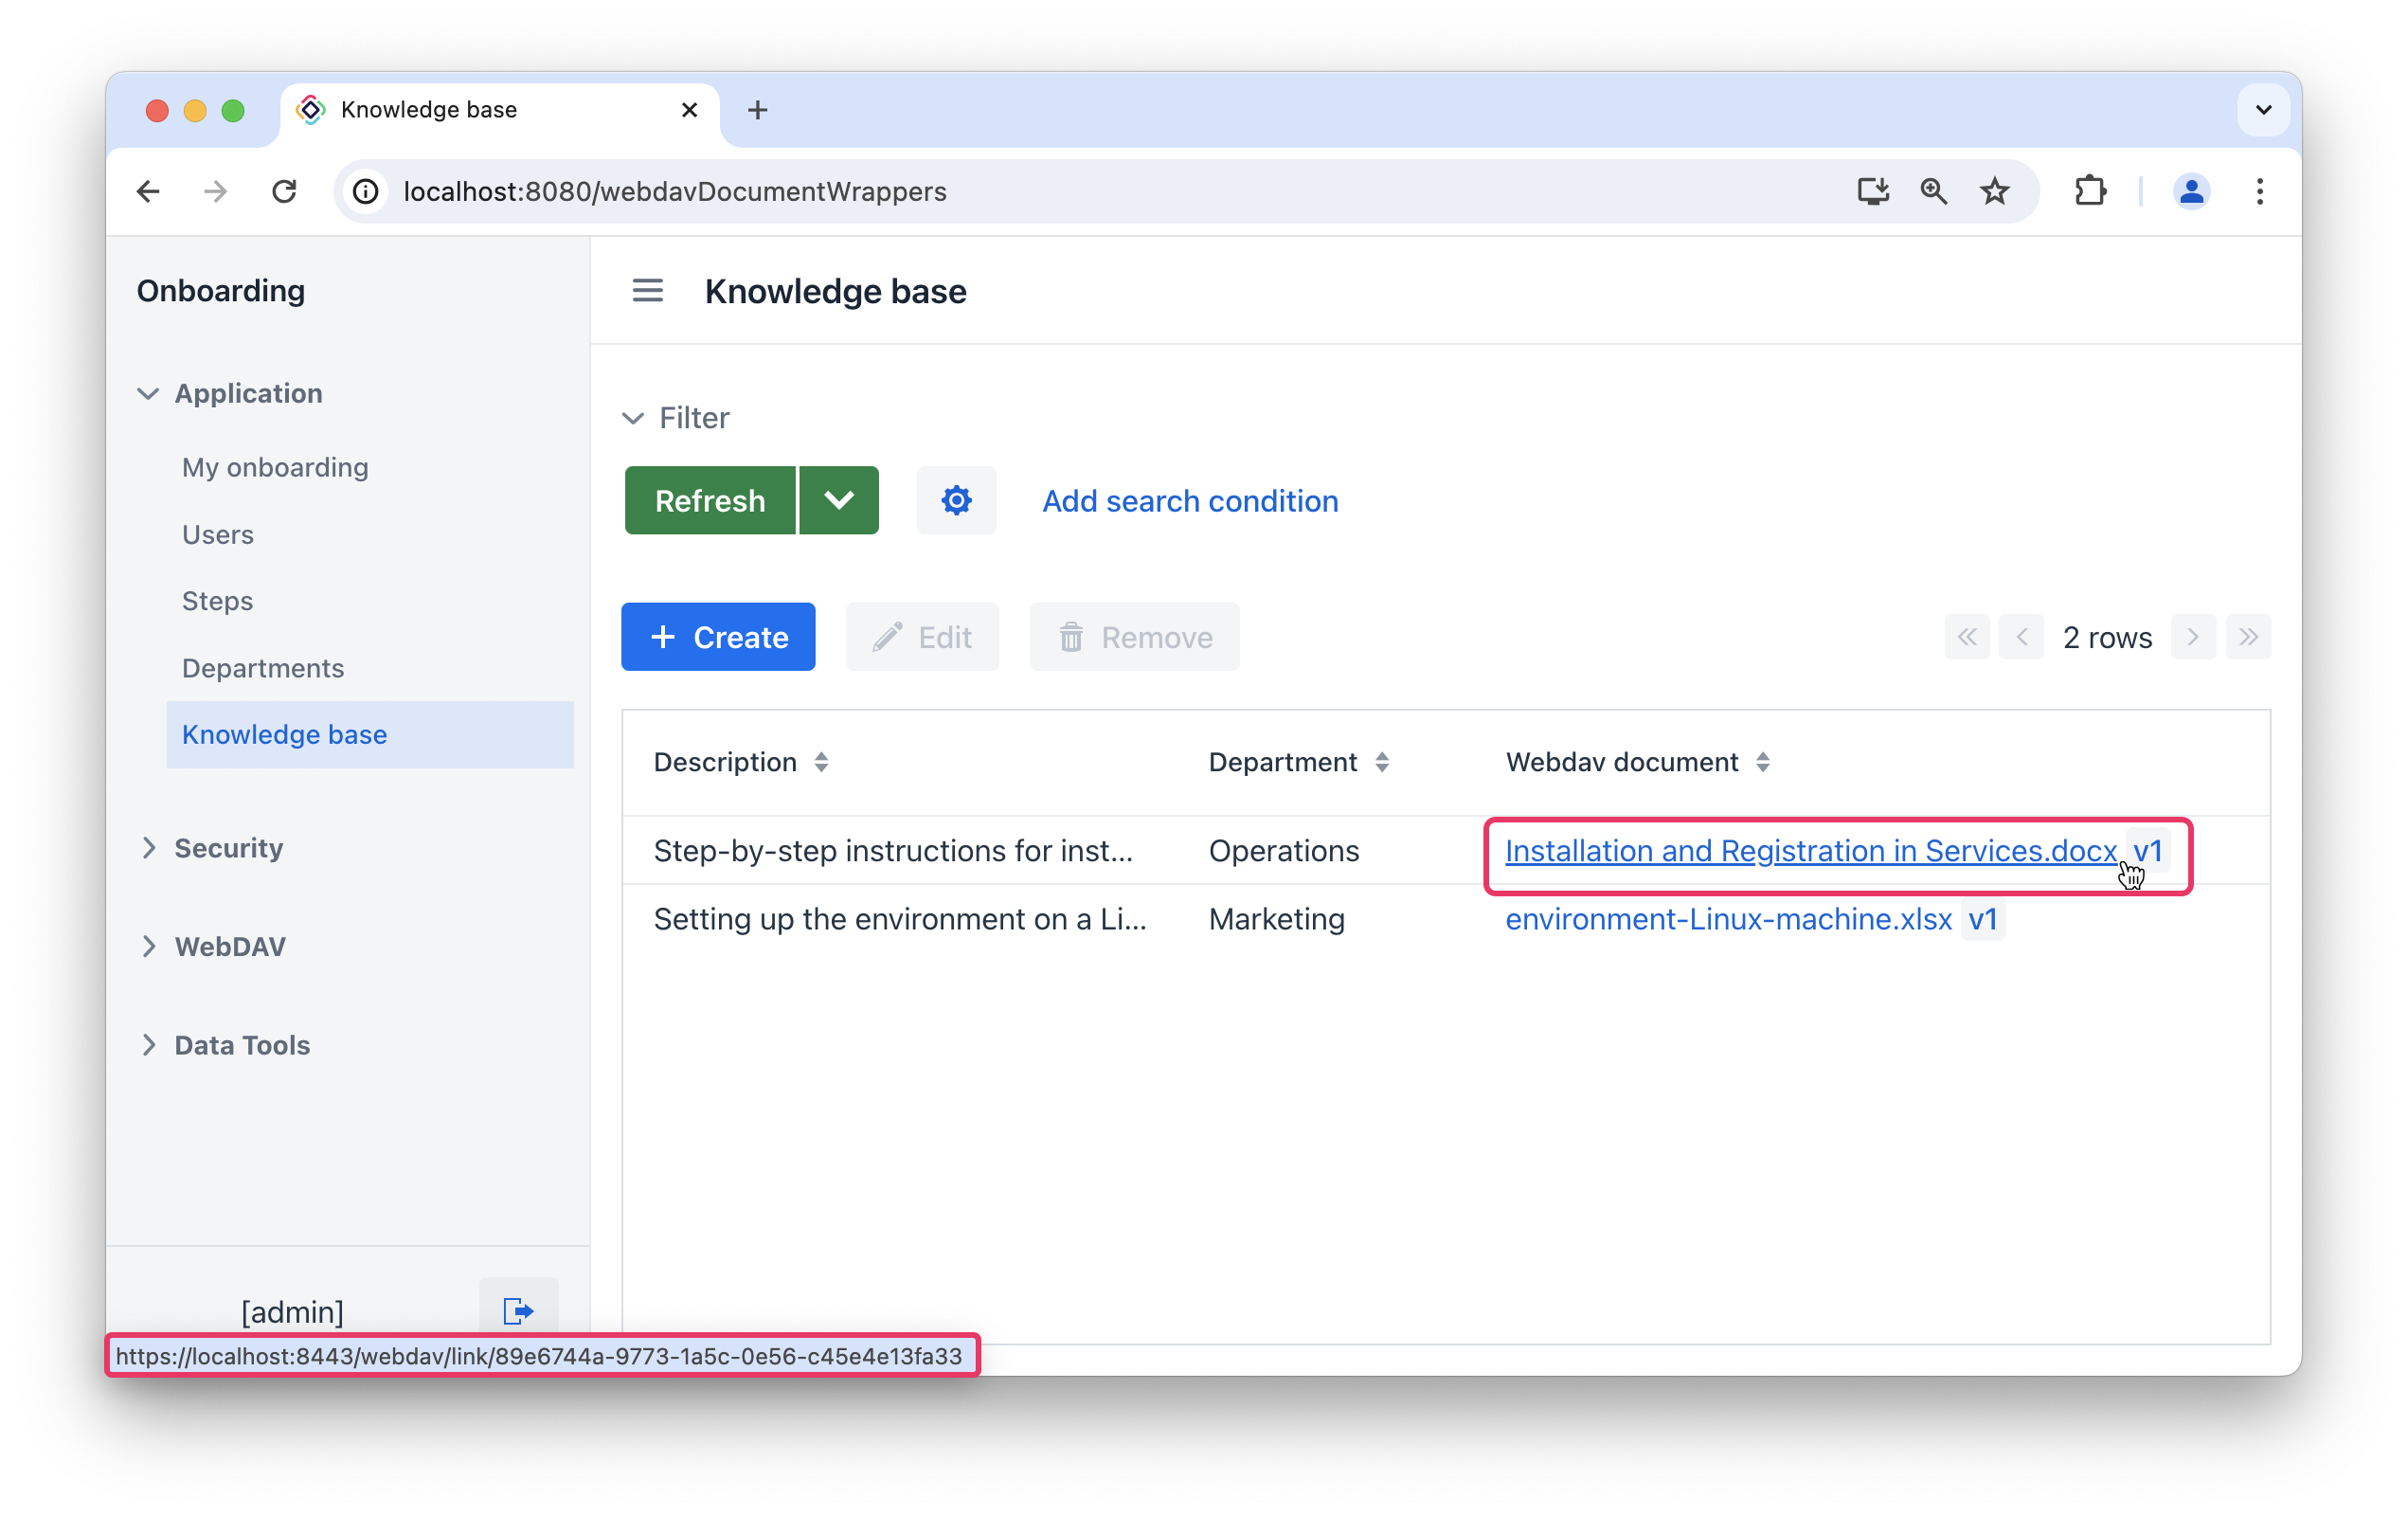 Knowledge base
localhost:8080/webdavDocumentWrappers
Onboarding
Application
My onboarding
Users
Steps
Departments
Knowledge base
Security
WebDAV
Data Tools
[admin]
Knowledge base
Filter
Refresh
Add search condition
Create Edit Remove 2 rows
Description Department Webdav document
Step-by-step instructions for inst... Operations Installation and Registration in Services.docx v1
Setting up the environment on a Li... Marketing environment-Linux-machine.xlsx v1
https://localhost:8443/webdav/link/89e6744a-9773-1a5c-0e56-c45e4e13fa33